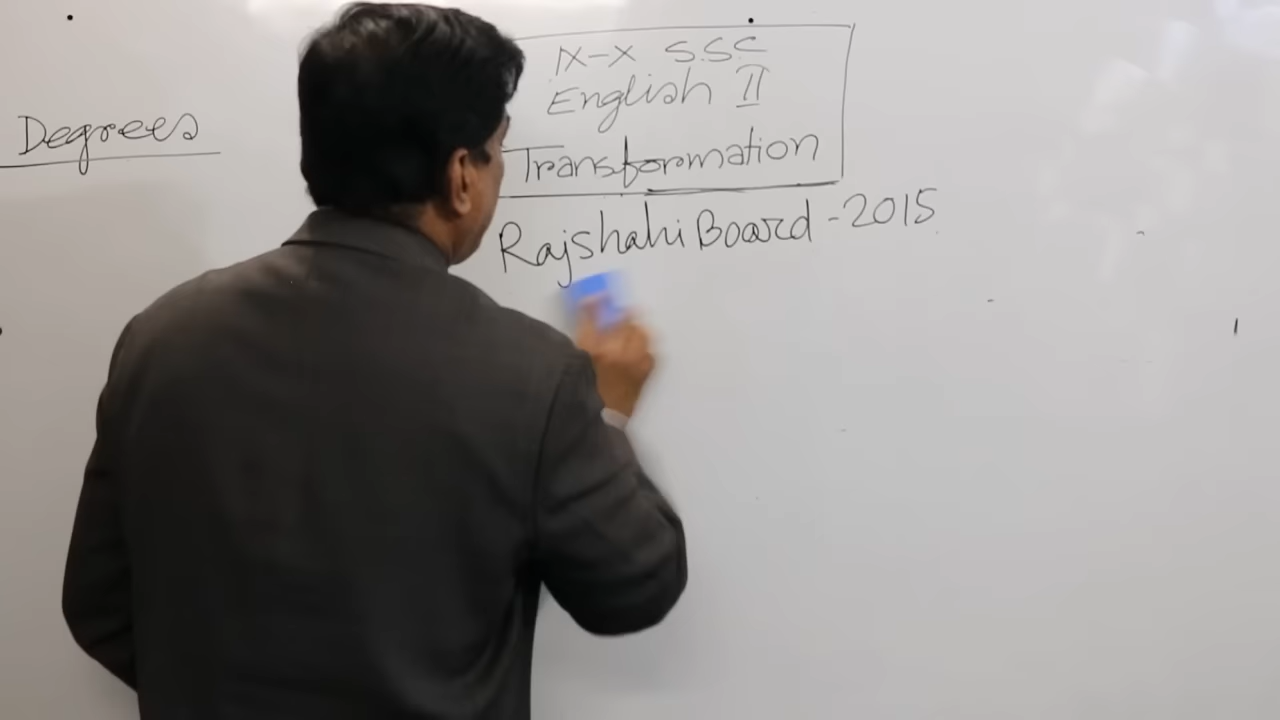 Degrees
IX-X S.S.C
English II
Transformation
Rajshahi Board - 2015